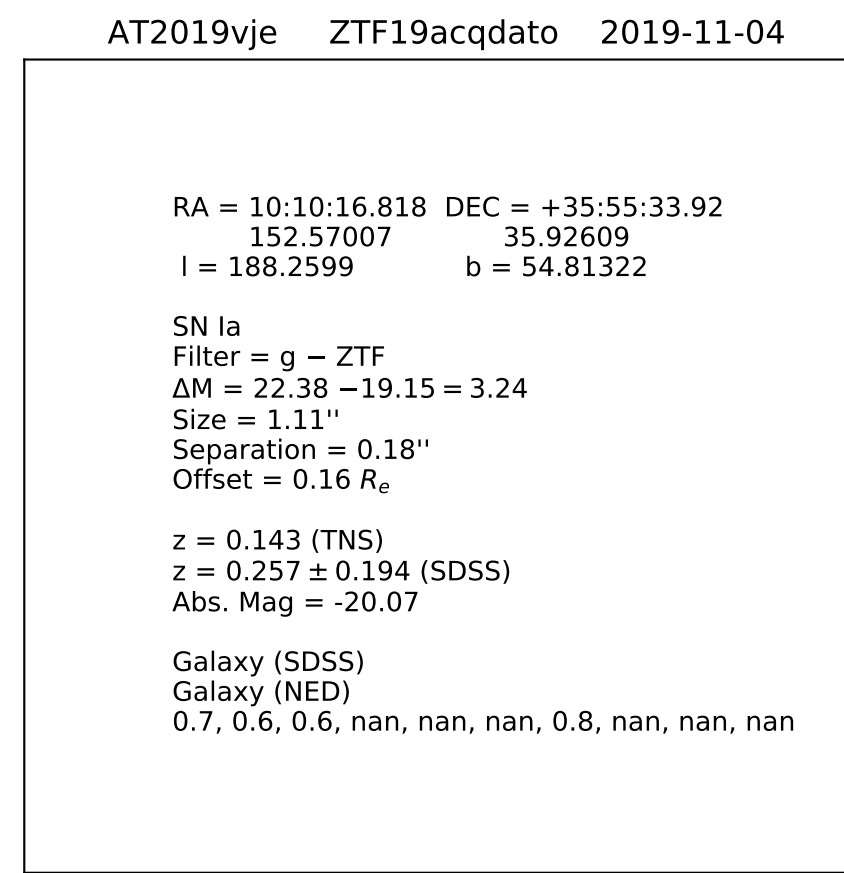 AT2019vje ZTF19acqdato 2019-11-04
RA = 10:10:16.818 DEC = +35:55:33.92
152.57007 35.92609
l = 188.2599 b = 54.81322
SN Ia
Filter = g − ZTF
ΔM = 22.38 −19.15 = 3.24
Size = 1.11''
Separation = 0.18''
Offset = 0.16 Rₑ
z = 0.143 (TNS)
z = 0.257 ± 0.194 (SDSS)
Abs. Mag = -20.07
Galaxy (SDSS)
Galaxy (NED)
0.7, 0.6, 0.6, nan, nan, nan, 0.8, nan, nan, nan